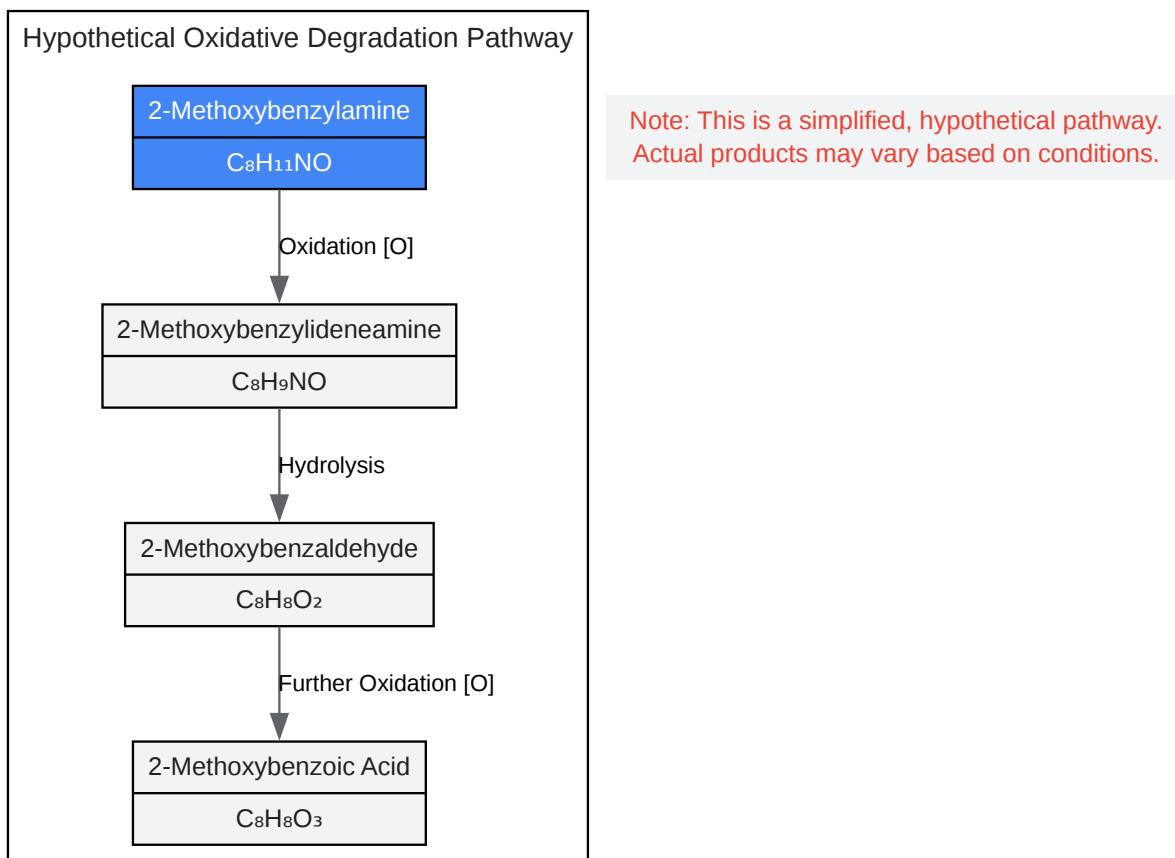 Hypothetical Oxidative Degradation Pathway
2-Methoxybenzylamine
C₈H₁₁NO
Note: This is a simplified, hypothetical pathway.
Actual products may vary based on conditions.
Oxidation [O]
2-Methoxybenzylideneamine
C₈H₉NO
Hydrolysis
2-Methoxybenzaldehyde
C₈H₈O₂
Further Oxidation [O]
2-Methoxybenzoic Acid
C₈H₈O₃